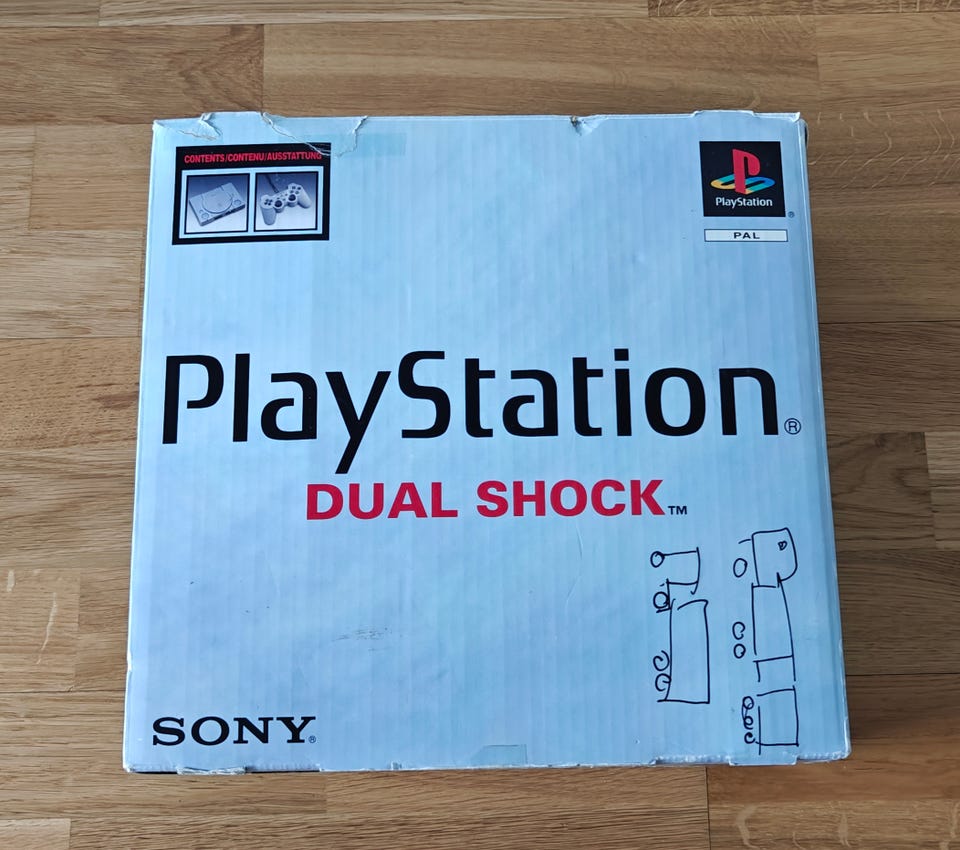 CONTENTS/CONTENU/AUSSTATTUNG
PlayStation
®
PAL
PlayStation®
DUAL SHOCK™
SONY®